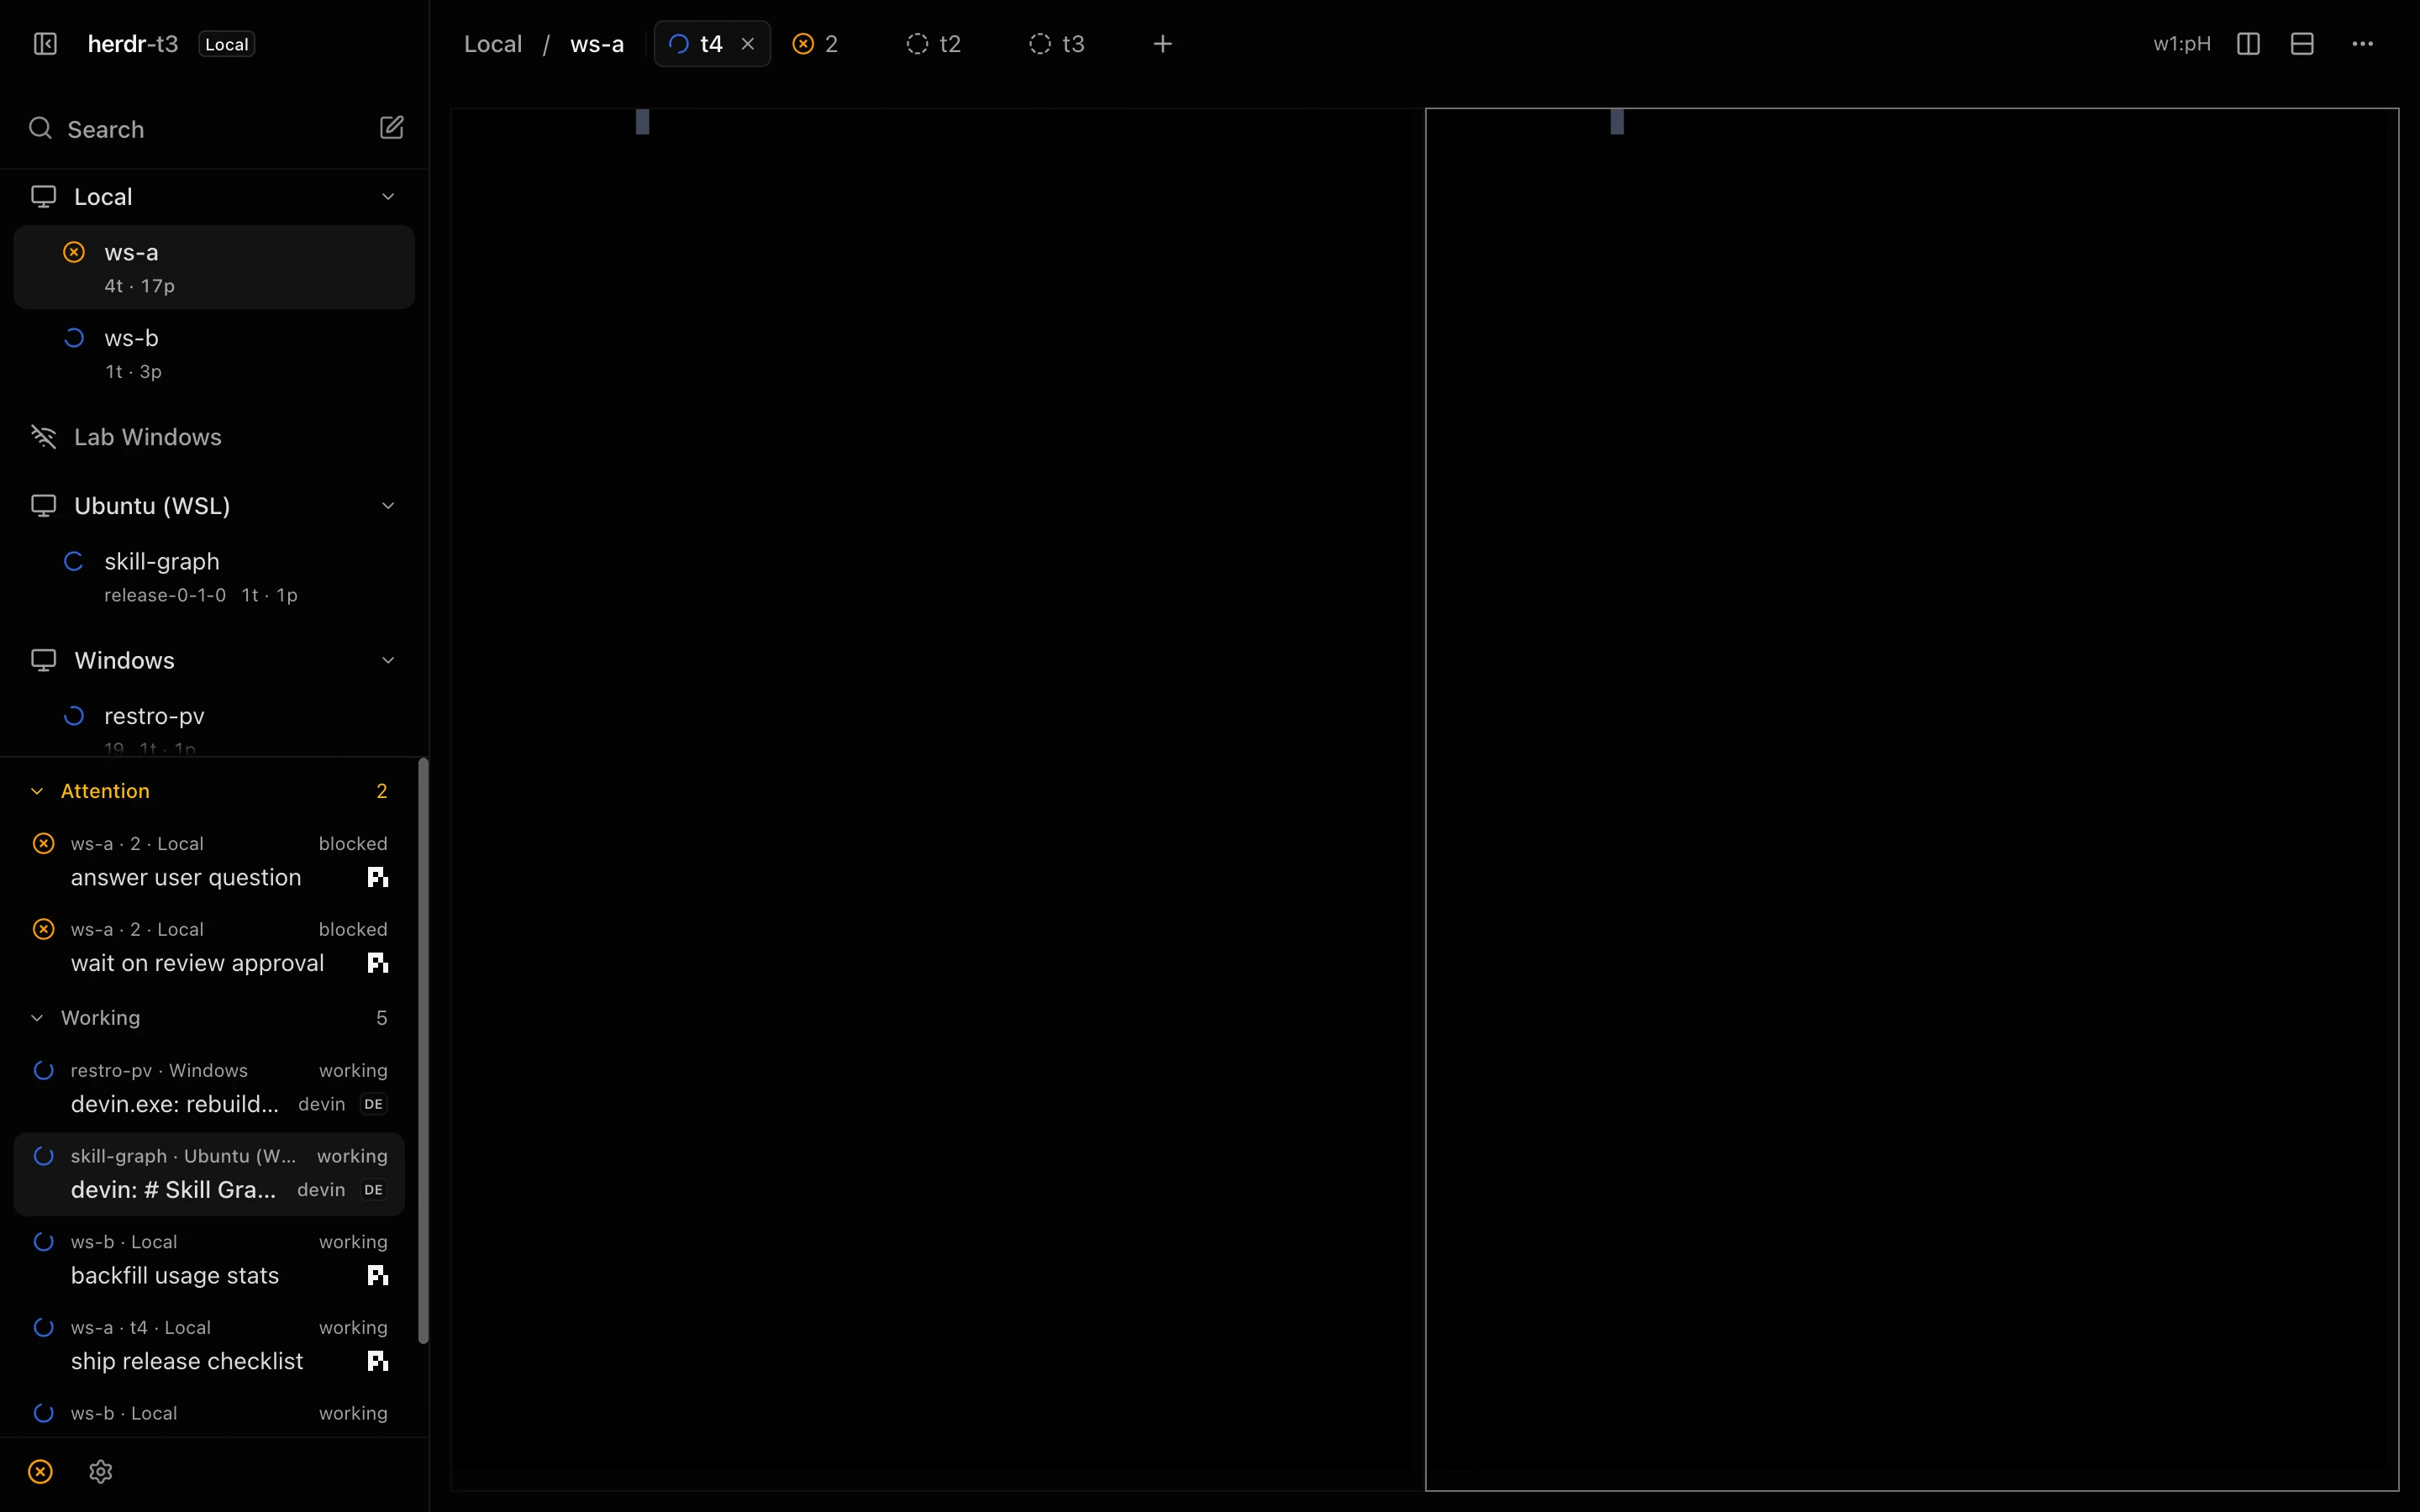 herdr-t3 Local
Search
Local
ws-a
4t · 17p
ws-b
1t · 3p
Lab Windows
Ubuntu (WSL)
skill-graph
release-0-1-0 1t · 1p
Windows
restro-pv
19 1t · 1p
Attention 2
ws-a · 2 · Local blocked
answer user question
ws-a · 2 · Local blocked
wait on review approval
Working 5
restro-pv · Windows working
devin.exe: rebuild... devin DE
skill-graph · Ubuntu (W... working
devin: # Skill Gra... devin DE
ws-b · Local working
backfill usage stats
ws-a · t4 · Local working
ship release checklist
ws-b · Local working
Local / ws-a t4 2 t2 t3 w1:pH